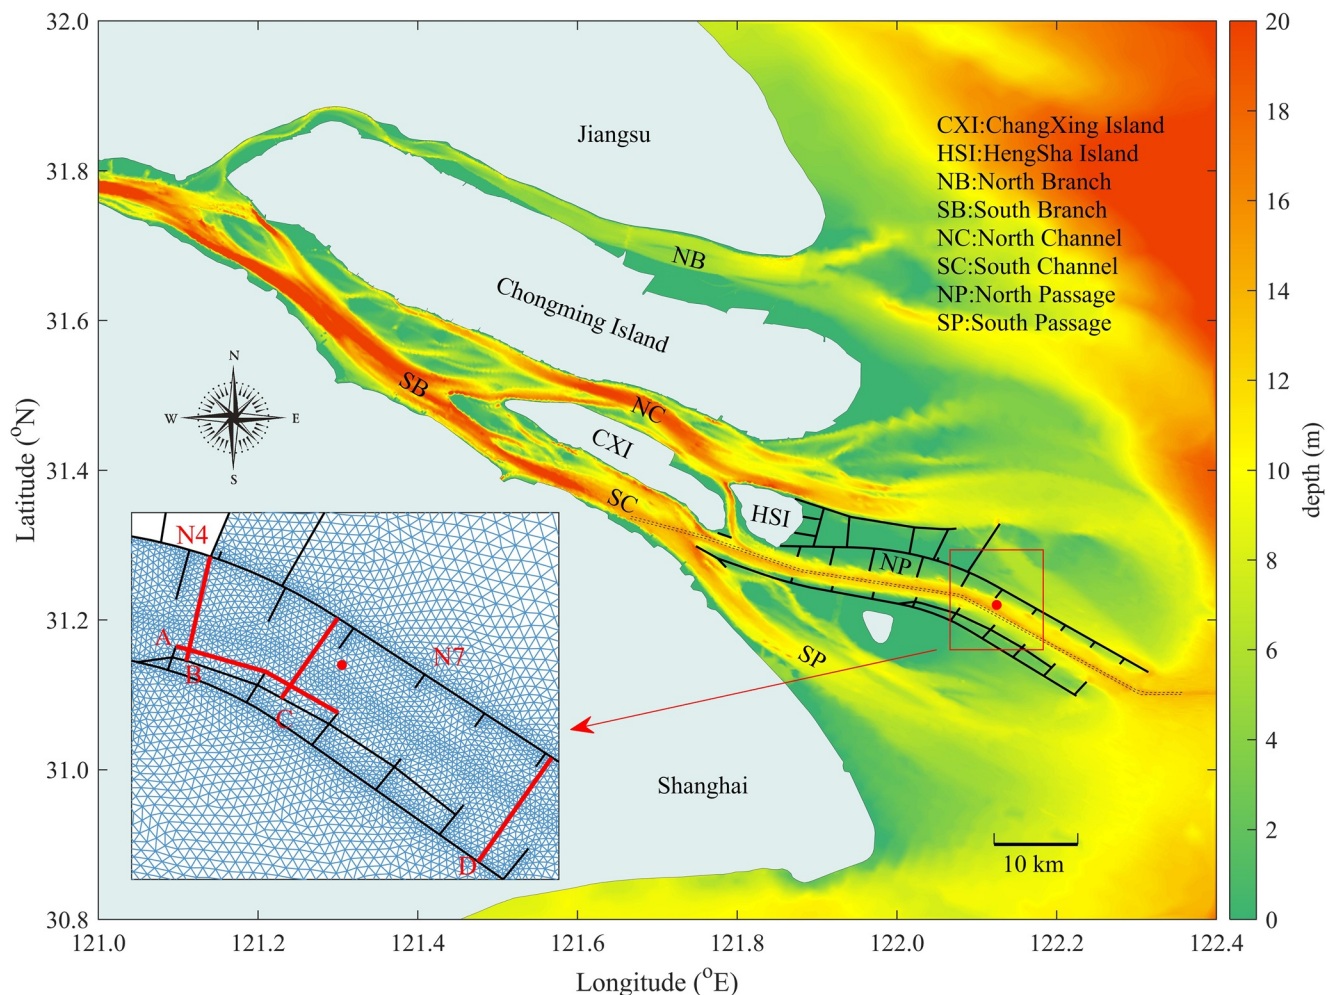 32.0
31.8
31.6
31.4
31.2
31.0
30.8
Latitude (°N)
121.0
121.2
121.4
121.6
121.8
122.0
122.2
122.4
Longitude (°E)
Jiangsu
CXI:ChangXing Island
HSI:HengSha Island
NB:North Branch
SB:South Branch
NC:North Channel
SC:South Channel
NP:North Passage
SP:South Passage
NB
Chongming Island
N
W
E
S
SB
NC
CXI
SC
HSI
NP
SP
Shanghai
N4
A
B
C
N7
D
10 km
20
18
16
14
12
10
8
6
4
2
0
depth (m)